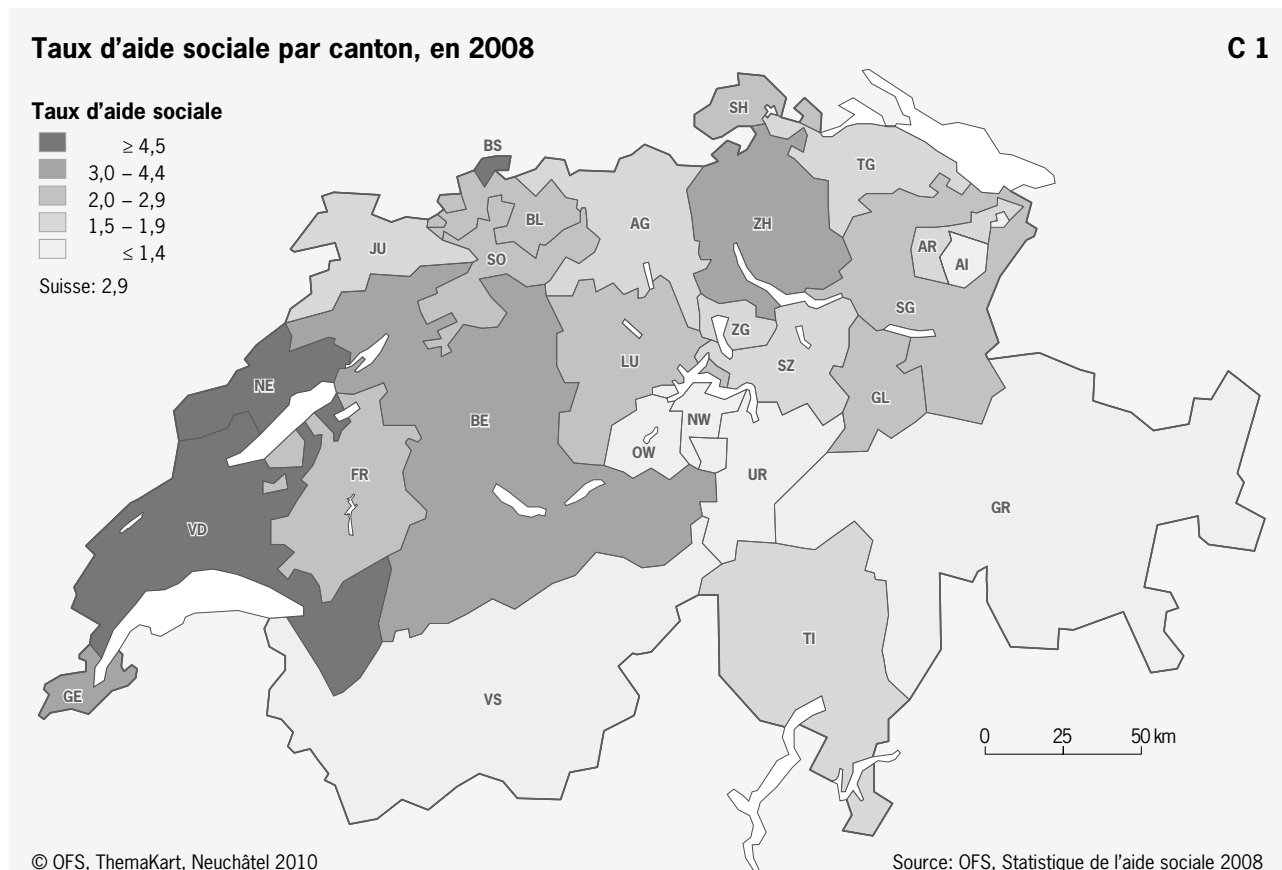 Taux d'aide sociale par canton, en 2008
C 1
Taux d'aide sociale
≥ 4,5
3,0 – 4,4
2,0 – 2,9
1,5 – 1,9
≤ 1,4
Suisse: 2,9
SH
BS
TG
BL
AG
ZH
JU
SO
AR
AI
SG
ZG
LU
SZ
NE
GL
BE
NW
OW
FR
UR
GR
VD
TI
GE
VS
0 25 50 km
© OFS, ThemaKart, Neuchâtel 2010
Source: OFS, Statistique de l'aide sociale 2008